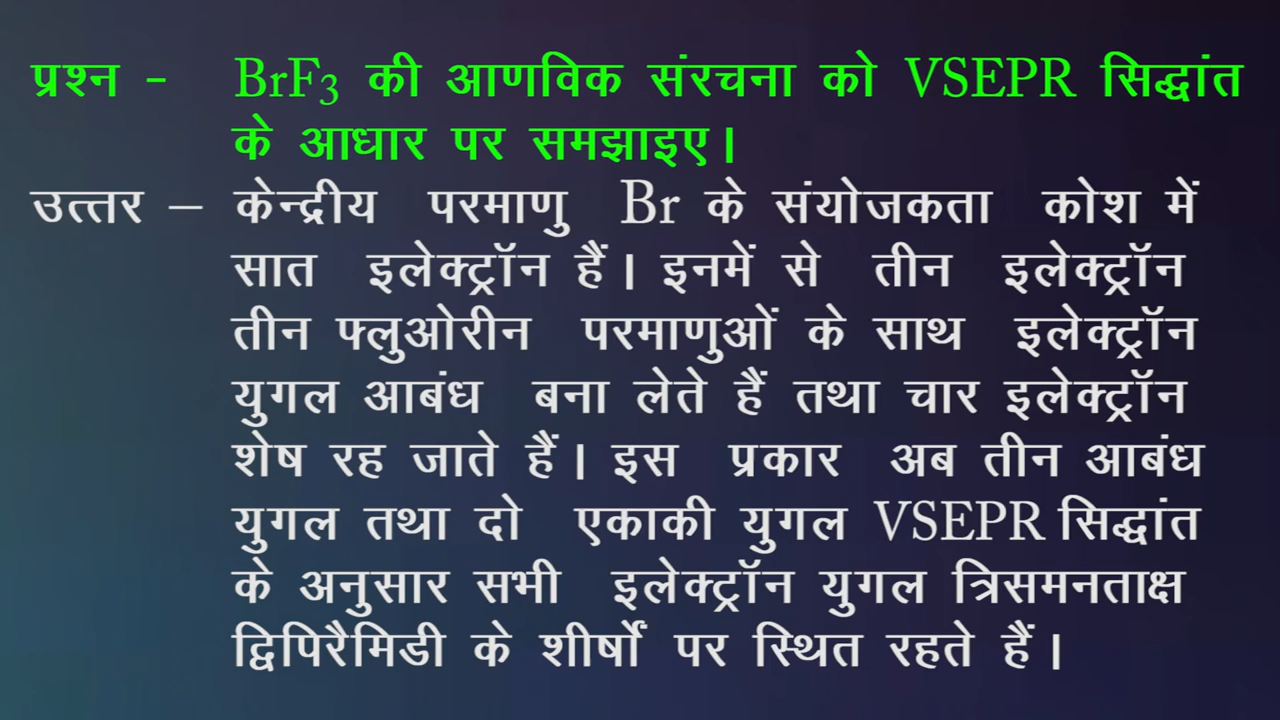 प्रश्न - BrF₃ की आणविक संरचना को VSEPR सिद्धांत
के आधार पर समझाइए।
उत्तर – केन्द्रीय परमाणु Br के संयोजकता कोश में
सात इलेक्ट्रॉन हैं। इनमें से तीन इलेक्ट्रॉन
तीन फ्लुओरीन परमाणुओं के साथ इलेक्ट्रॉन
युगल आबंध बना लेते हैं तथा चार इलेक्ट्रॉन
शेष रह जाते हैं। इस प्रकार अब तीन आबंध
युगल तथा दो एकाकी युगल VSEPR सिद्धांत
के अनुसार सभी इलेक्ट्रॉन युगल त्रिसमनताक्ष
द्विपिरैमिडी के शीर्षों पर स्थित रहते हैं।